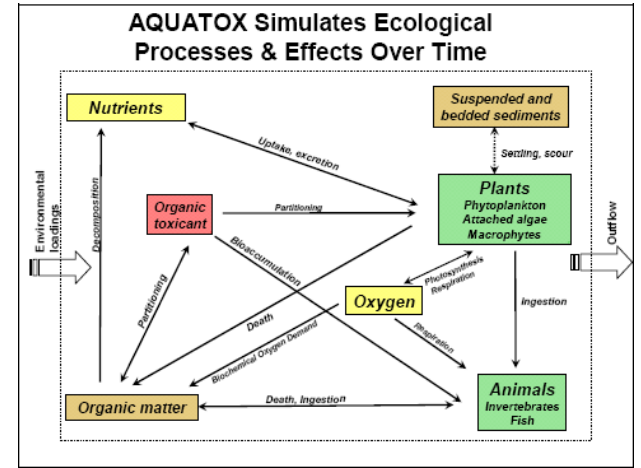 AQUATOX Simulates Ecological
Processes & Effects Over Time
Nutrients
Suspended and
bedded sediments
Uptake, excretion
Settling, scour
Environmental
loadings
Decomposition
Organic
toxicant
Partitioning
Plants
Phytoplankton
Attached algae
Macrophytes
Outflow
Bioaccumulation
Partitioning
Photosynthesis
Respiration
Oxygen
Ingestion
Death
Respiration
Biochemical Oxygen Demand
Organic matter
Death, Ingestion
Animals
Invertebrates
Fish